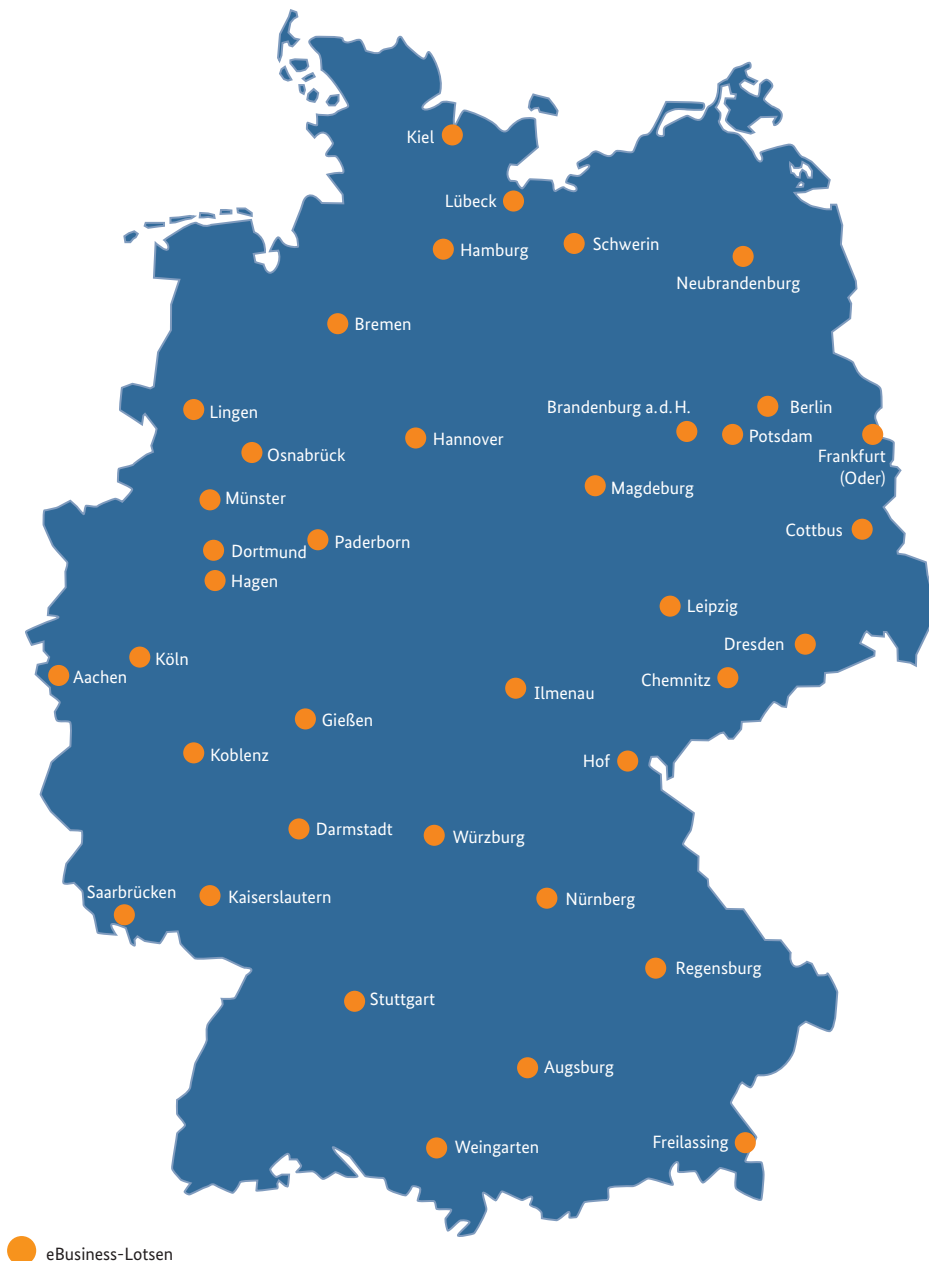 Kiel
Lübeck
Hamburg
Schwerin
Neubrandenburg
Bremen
Lingen
Brandenburg a. d. H.
Berlin
Osnabrück
Hannover
Potsdam
Frankfurt
(Oder)
Münster
Magdeburg
Cottbus
Dortmund
Paderborn
Hagen
Leipzig
Dresden
Köln
Aachen
Chemnitz
Ilmenau
Gießen
Koblenz
Hof
Darmstadt
Würzburg
Saarbrücken
Kaiserslautern
Nürnberg
Regensburg
Stuttgart
Augsburg
Weingarten
Freilassing
eBusiness-Lotsen